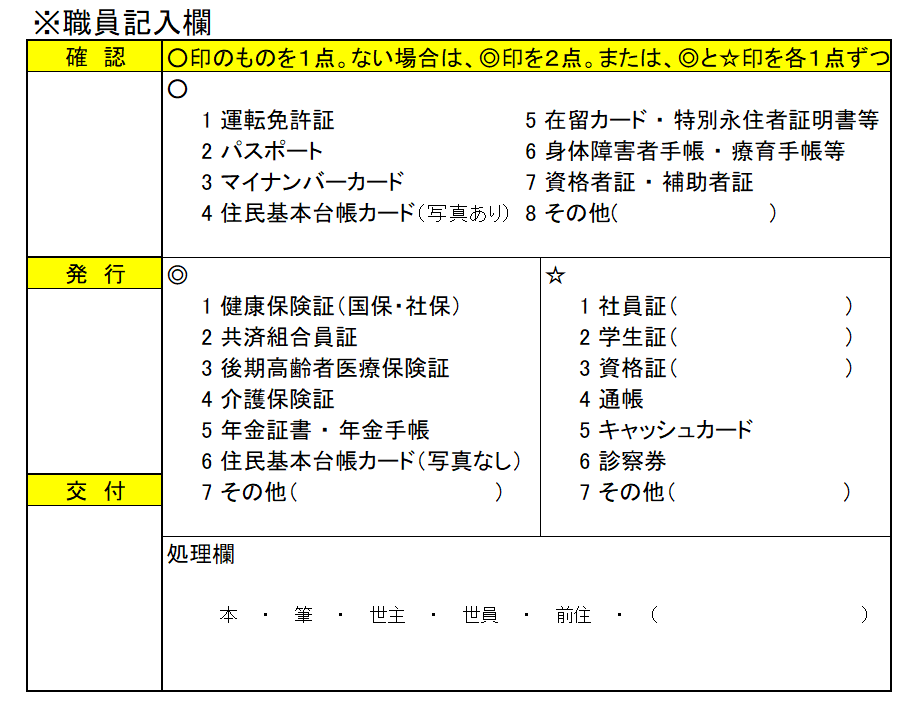 ※職員記入欄
確　認
〇印のものを１点。ない場合は、◎印を２点。または、◎と☆印を各１点ずつ
〇
1 運転免許証
2 パスポート
3 マイナンバーカード
4 住民基本台帳カード（写真あり）
5 在留カード・特別永住者証明書等
6 身体障害者手帳・療育手帳等
7 資格者証・補助者証
8 その他（　　　　　　　）
発　行
◎
1 健康保険証（国保・社保）
2 共済組合員証
3 後期高齢者医療保険証
4 介護保険証
5 年金証書・年金手帳
6 住民基本台帳カード（写真なし）
7 その他（　　　　　　　　　）
☆
1 社員証（　　　　　　　）
2 学生証（　　　　　　　）
3 資格証（　　　　　　　）
4 通帳
5 キャッシュカード
6 診察券
7 その他（　　　　　　　）
交　付
処理欄
本　・　筆　・　世主　・　世員　・　前住　・　（　　　　　　　　　　）